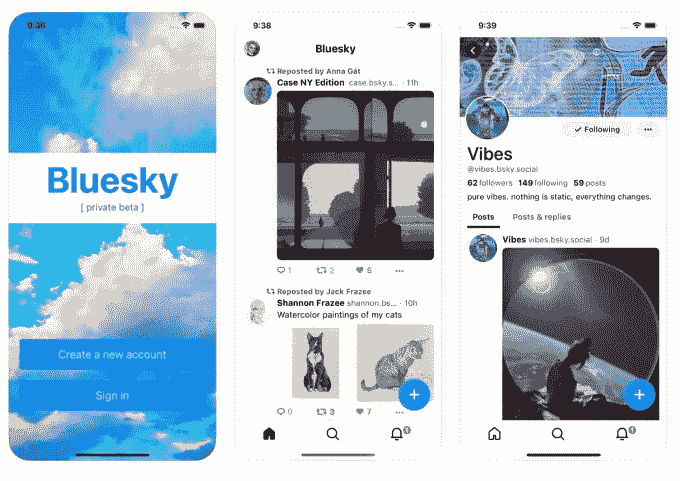 9:36
Bluesky
[ private beta ]
Create a new account
Sign in
9:38
Bluesky
Reposted by Anna Gát
Case NY Edition case.bsky.s... · 11h
1 2 6
Reposted by Jack Frazee
Shannon Frazee shannon.bs... · 10h
Watercolor paintings of my cats
0 3 7
+
1
9:39
Following
Vibes
@vibes.bsky.social
62 followers 149 following 59 posts
pure vibes. nothing is static, everything changes.
Posts Posts & replies
Vibes vibes.bsky.social · 9d
+
1